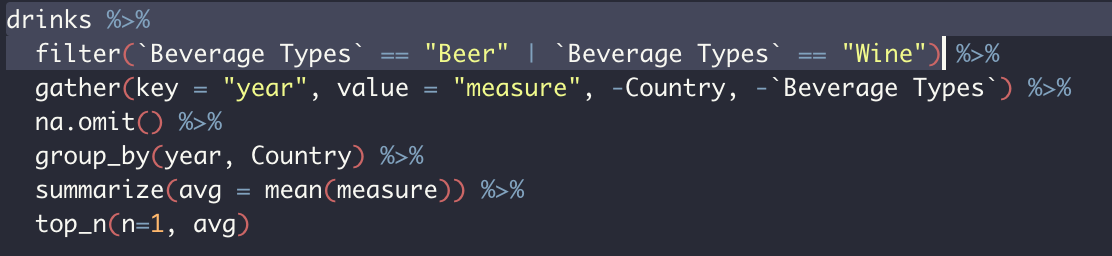 drinks %>%
  filter(`Beverage Types` == "Beer" | `Beverage Types` == "Wine") %>%
  gather(key = "year", value = "measure", -Country, -`Beverage Types`) %>%
  na.omit() %>%
  group_by(year, Country) %>%
  summarize(avg = mean(measure)) %>%
  top_n(n=1, avg)